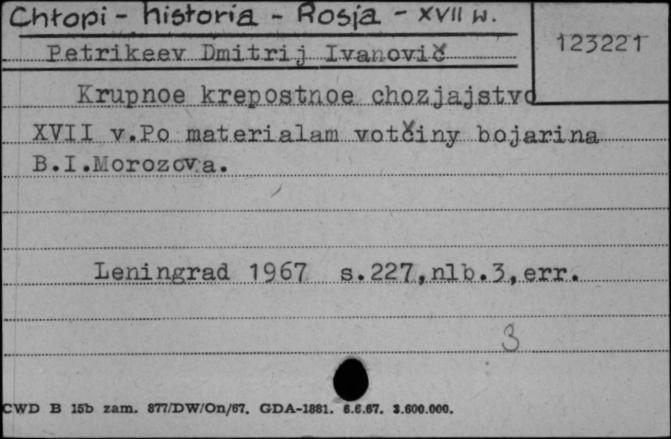 Chłopi - historia - Rosja - XVII w.
123221
Petrikeev Dmitrij Ivanovič
Krupnoe krepostnoe chozjajstvo
XVII v.Po materialam votčiny bojarina
B.I.Morozova.
Leningrad 1967 s.227,nlb.3,err.
3
CWD B 15b zam. 877/DW/On/67. GDA-1881. 6.6.67. 3.600.000.